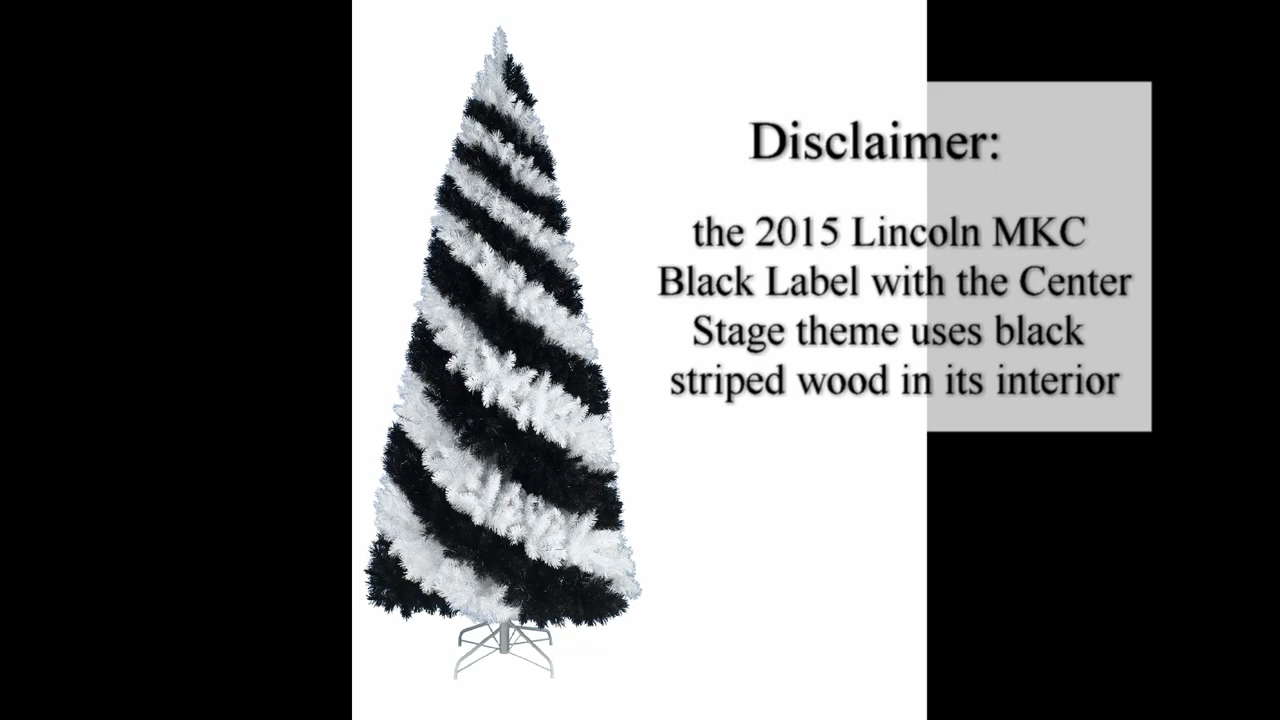 Disclaimer:
the 2015 Lincoln MKC
Black Label with the Center
Stage theme uses black
striped wood in its interior